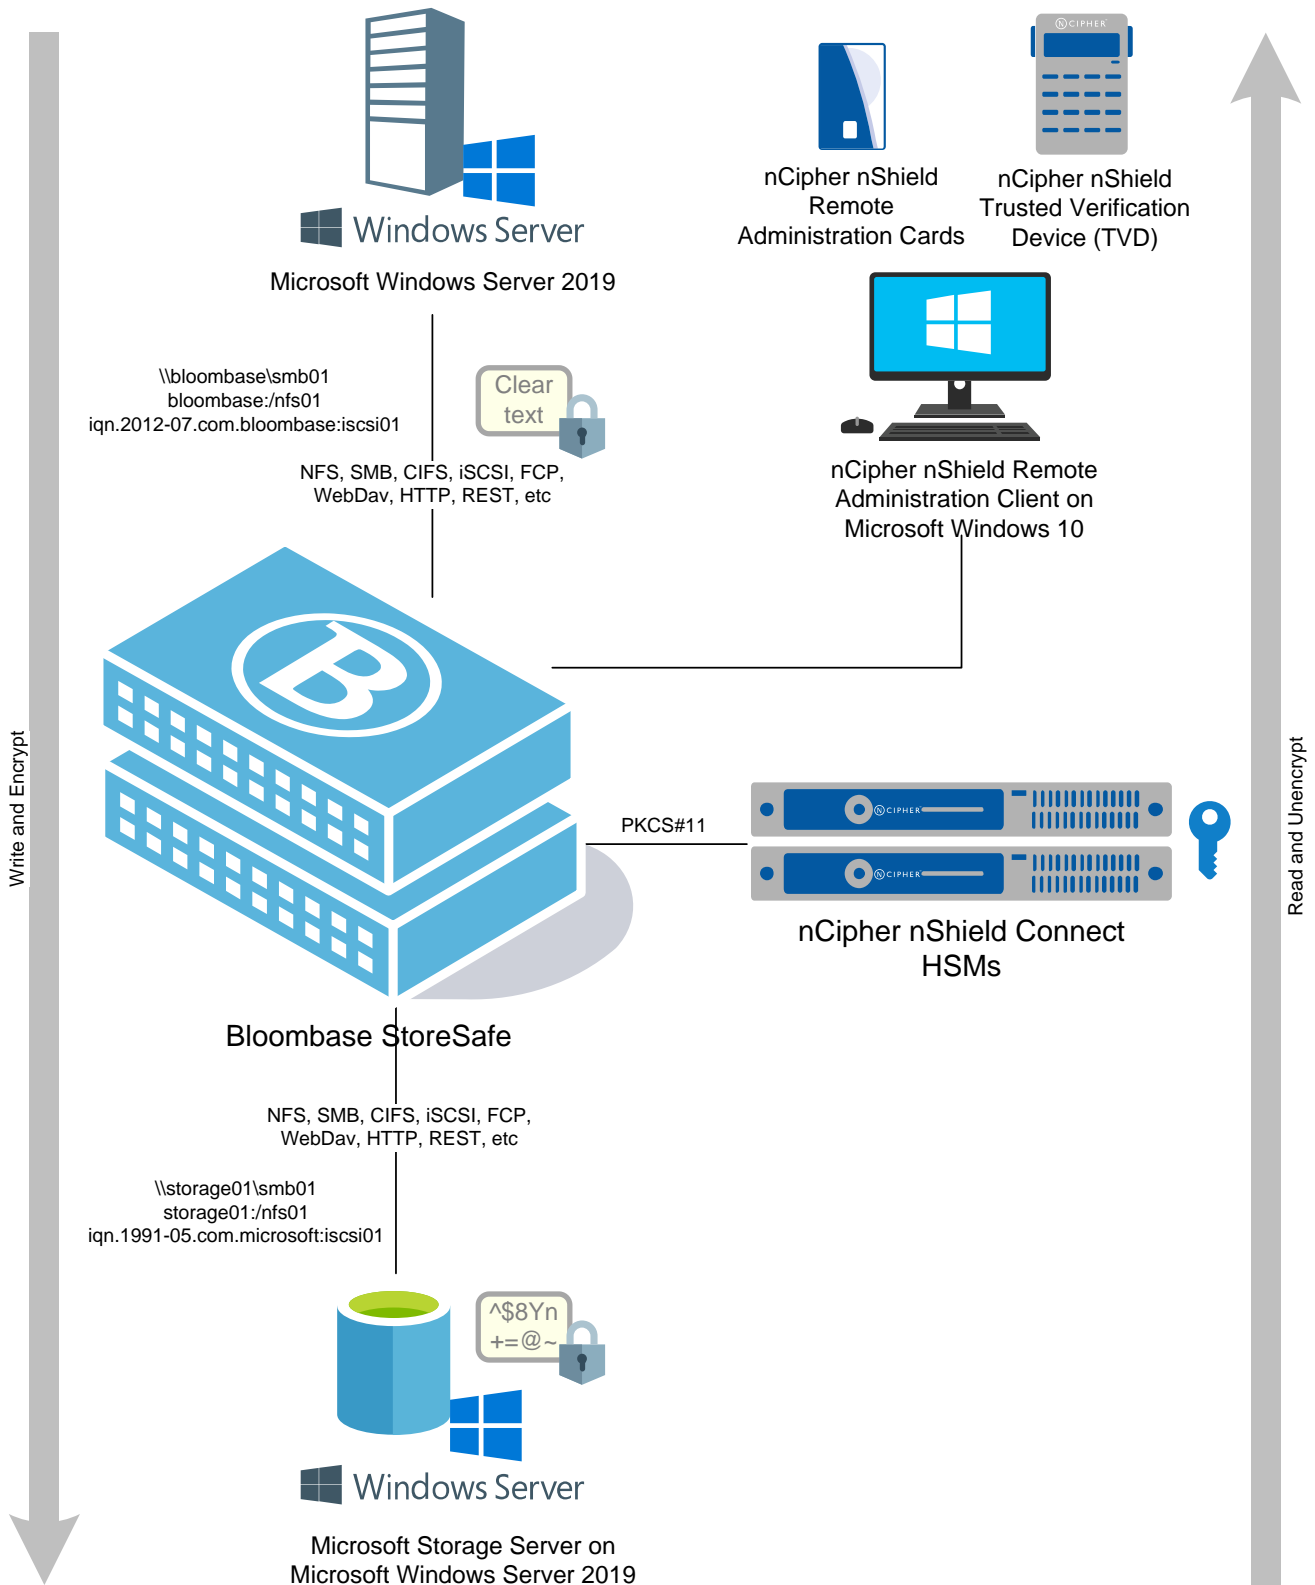 NCIPHER
nCipher nShield
Remote
Administration Cards
nCipher nShield
Trusted Verification
Device (TVD)
Windows Server
Microsoft Windows Server 2019
\\bloombase\smb01
bloombase:/nfs01
iqn.2012-07.com.bloombase:iscsi01
Clear
text
NFS, SMB, CIFS, iSCSI, FCP,
WebDav, HTTP, REST, etc
nCipher nShield Remote
Administration Client on
Microsoft Windows 10
B
Write and Encrypt
Read and Unencrypt
PKCS#11
NCIPHER
NCIPHER
nCipher nShield Connect
HSMs
Bloombase StoreSafe
NFS, SMB, CIFS, iSCSI, FCP,
WebDav, HTTP, REST, etc
\\storage01\smb01
storage01:/nfs01
iqn.1991-05.com.microsoft:iscsi01
^$8Yn
+=@~
Windows Server
Microsoft Storage Server on
Microsoft Windows Server 2019